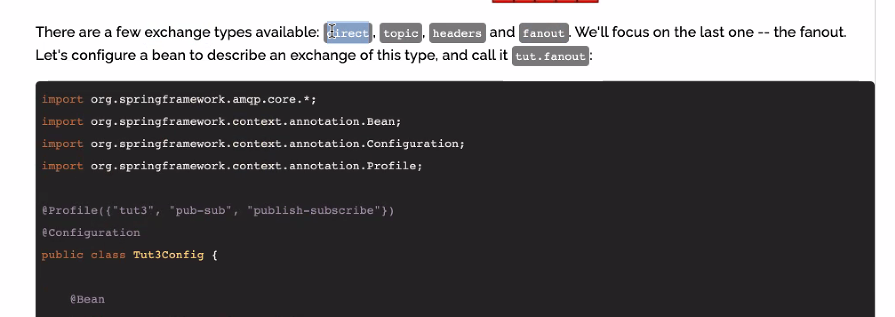 There are a few exchange types available: direct, topic, headers and fanout. We'll focus on the last one -- the fanout.
Let's configure a bean to describe an exchange of this type, and call it tut.fanout:
import org.springframework.amqp.core.*;
import org.springframework.context.annotation.Bean;
import org.springframework.context.annotation.Configuration;
import org.springframework.context.annotation.Profile;
@Profile({"tut3", "pub-sub", "publish-subscribe"})
@Configuration
public class Tut3Config {
@Bean